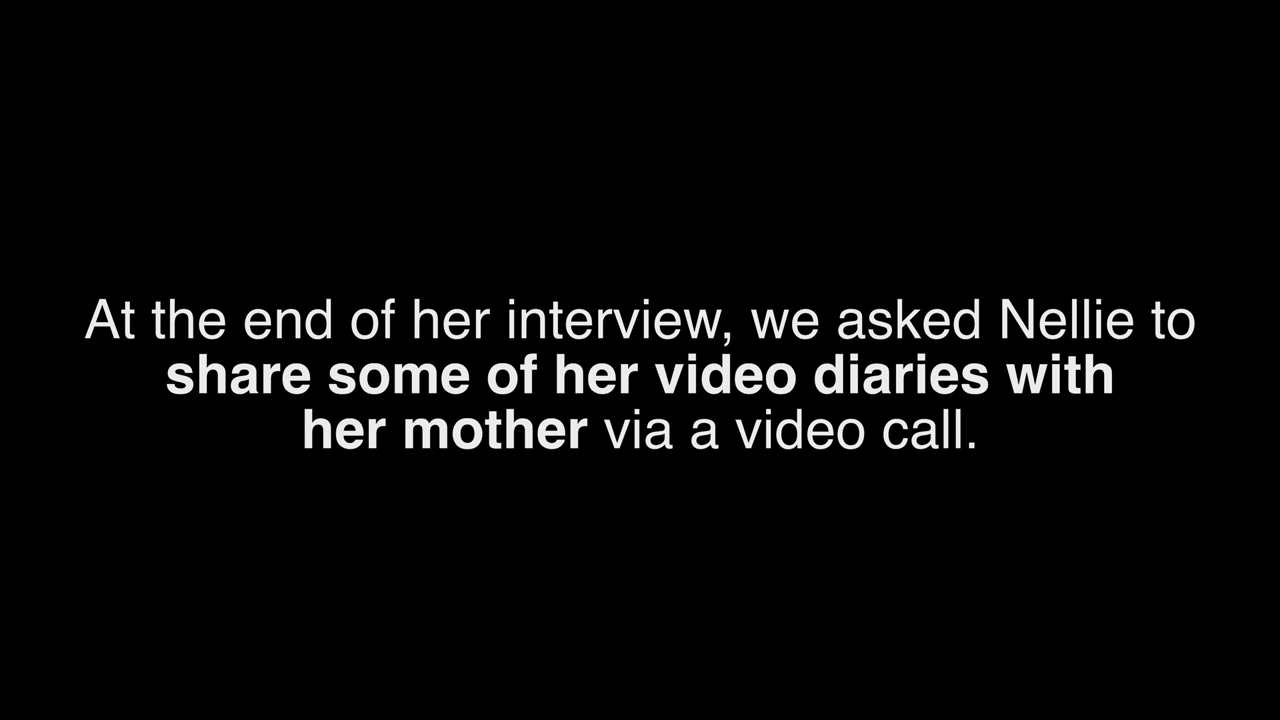 At the end of her interview, we asked Nellie to
share some of her video diaries with
her mother via a video call.